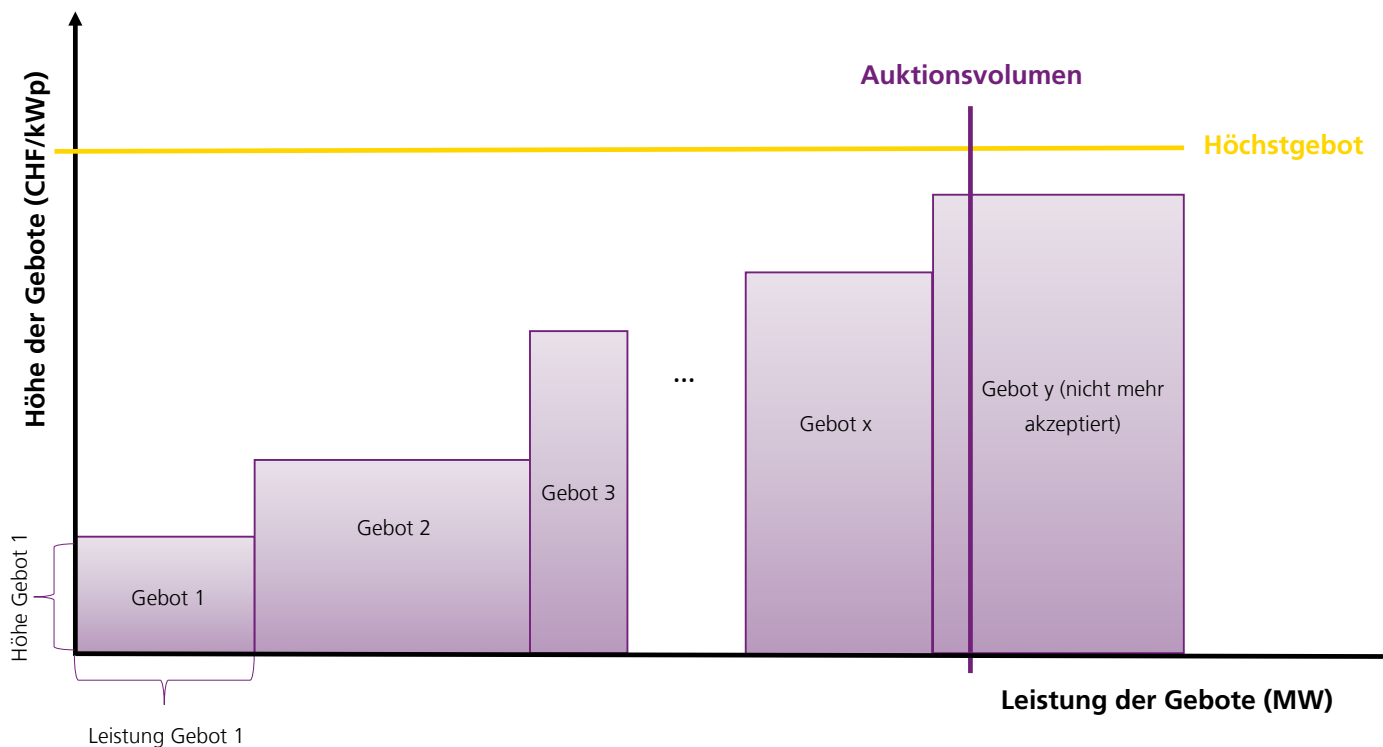 Auktionsvolumen
Höhe der Gebote (CHF/kWp)
Höchstgebot
...
Gebot y (nicht mehr
akzeptiert)
Gebot x
Gebot 3
Gebot 2
Gebot 1
Höhe Gebot 1
Leistung der Gebote (MW)
Leistung Gebot 1